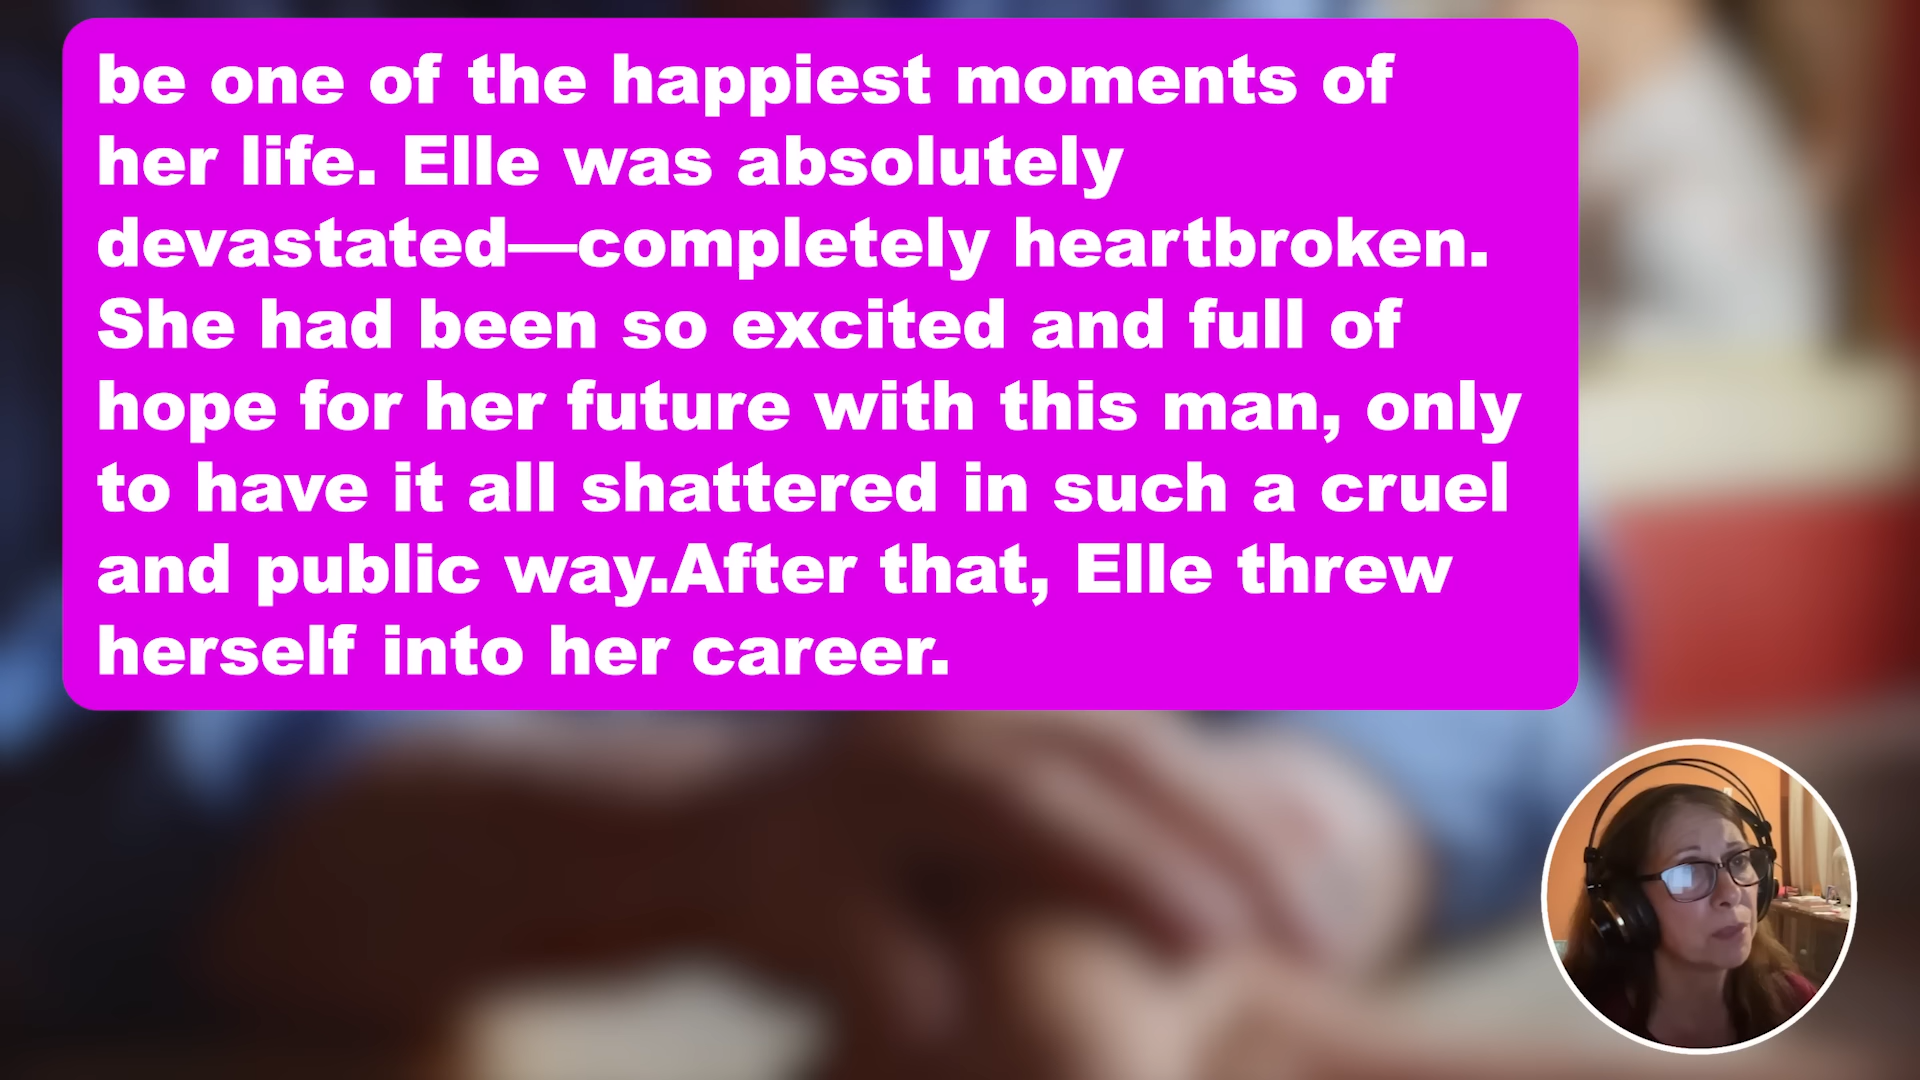 be one of the happiest moments of
her life. Elle was absolutely
devastated—completely heartbroken.
She had been so excited and full of
hope for her future with this man, only
to have it all shattered in such a cruel
and public way.After that, Elle threw
herself into her career.